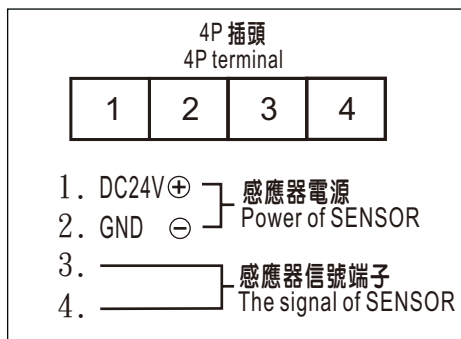 4P 插頭
4P terminal
1 2 3 4
1. DC24V⊕
2. GND ⊖
感應器電源
Power of SENSOR
3.
4.
感應器信號端子
The signal of SENSOR